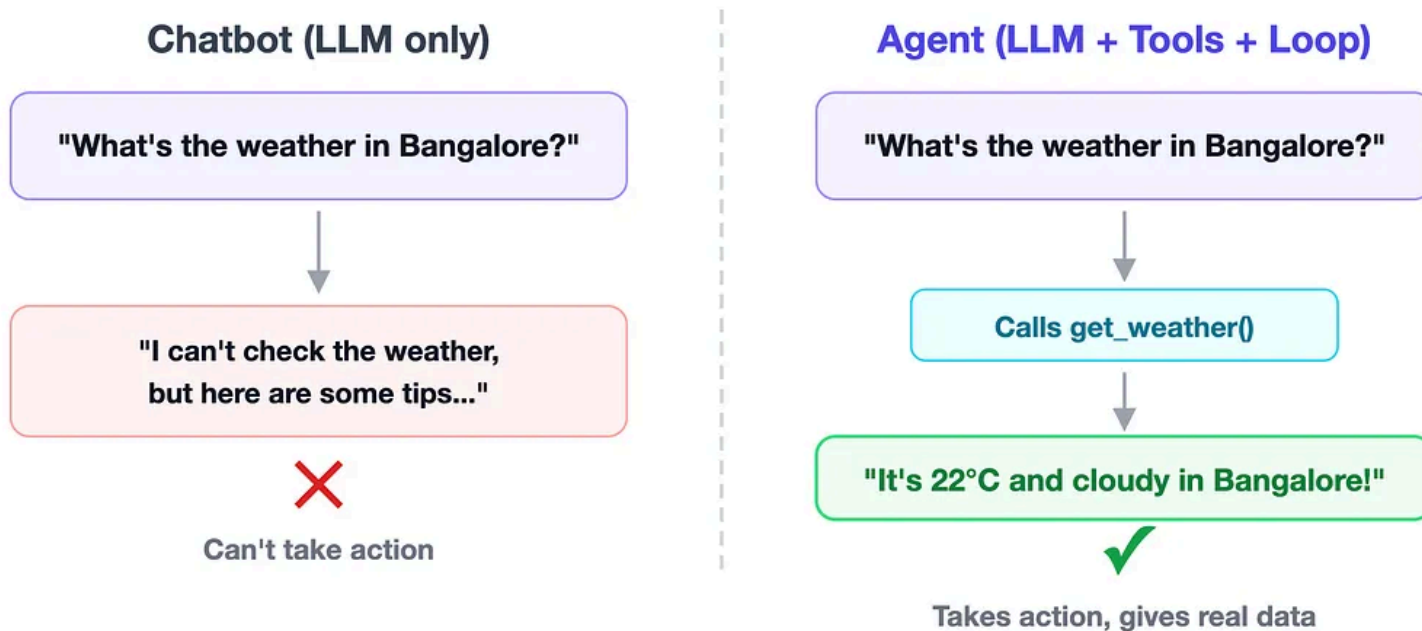 Chatbot (LLM only)
"What's the weather in Bangalore?"
"I can't check the weather,
but here are some tips..."
Can't take action
Agent (LLM + Tools + Loop)
"What's the weather in Bangalore?"
Calls get_weather()
"It's 22°C and cloudy in Bangalore!"
Takes action, gives real data